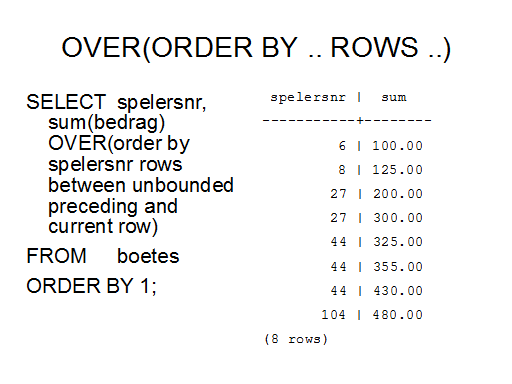 OVER(ORDER BY .. ROWS ..)
SELECT spelersnr,
sum(bedrag)
OVER(order by
spelersnr rows
between unbounded
preceding and
current row)
FROM boetes
ORDER BY 1;
spelersnr | sum
-----------+--------
6 | 100.00
8 | 125.00
27 | 200.00
27 | 300.00
44 | 325.00
44 | 355.00
44 | 430.00
104 | 480.00
(8 rows)